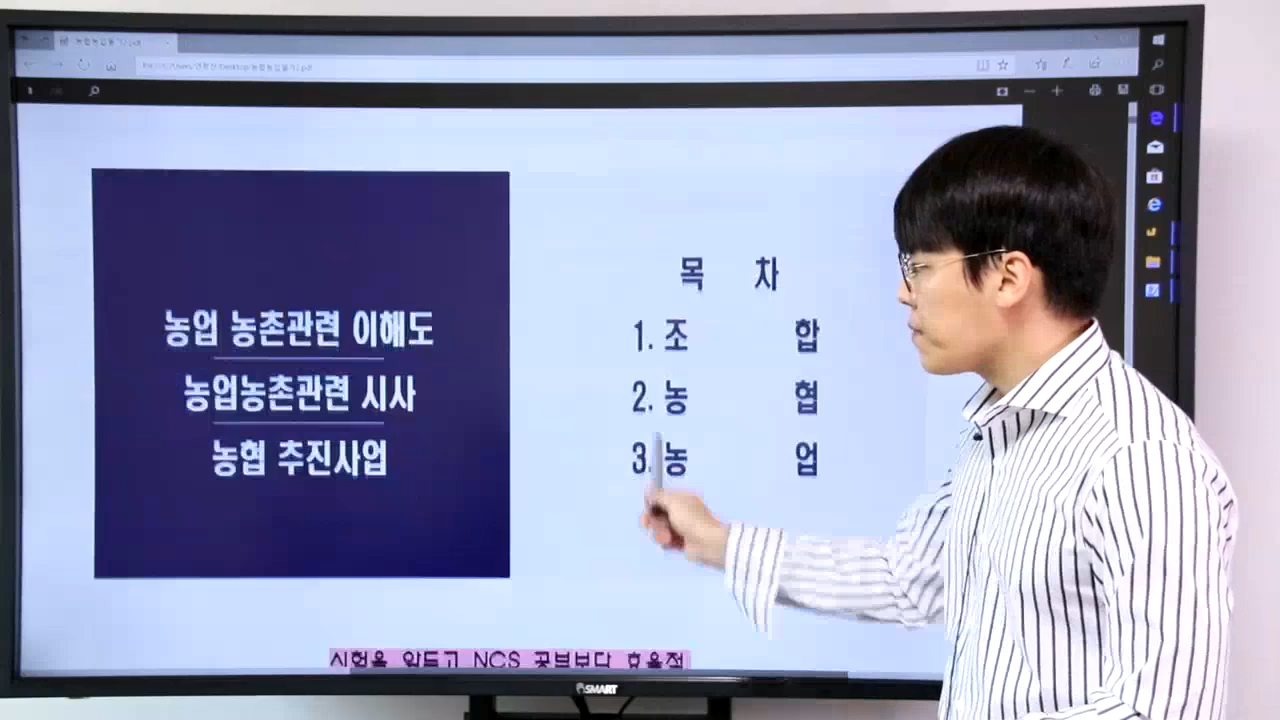 농업 농촌관련 이해도
농업농촌관련 시사
농협 추진사업
목 차
1. 조 합
2. 농 협
3. 농 업
시험을 앞두고 NCS 공부보다 효율적
SMART